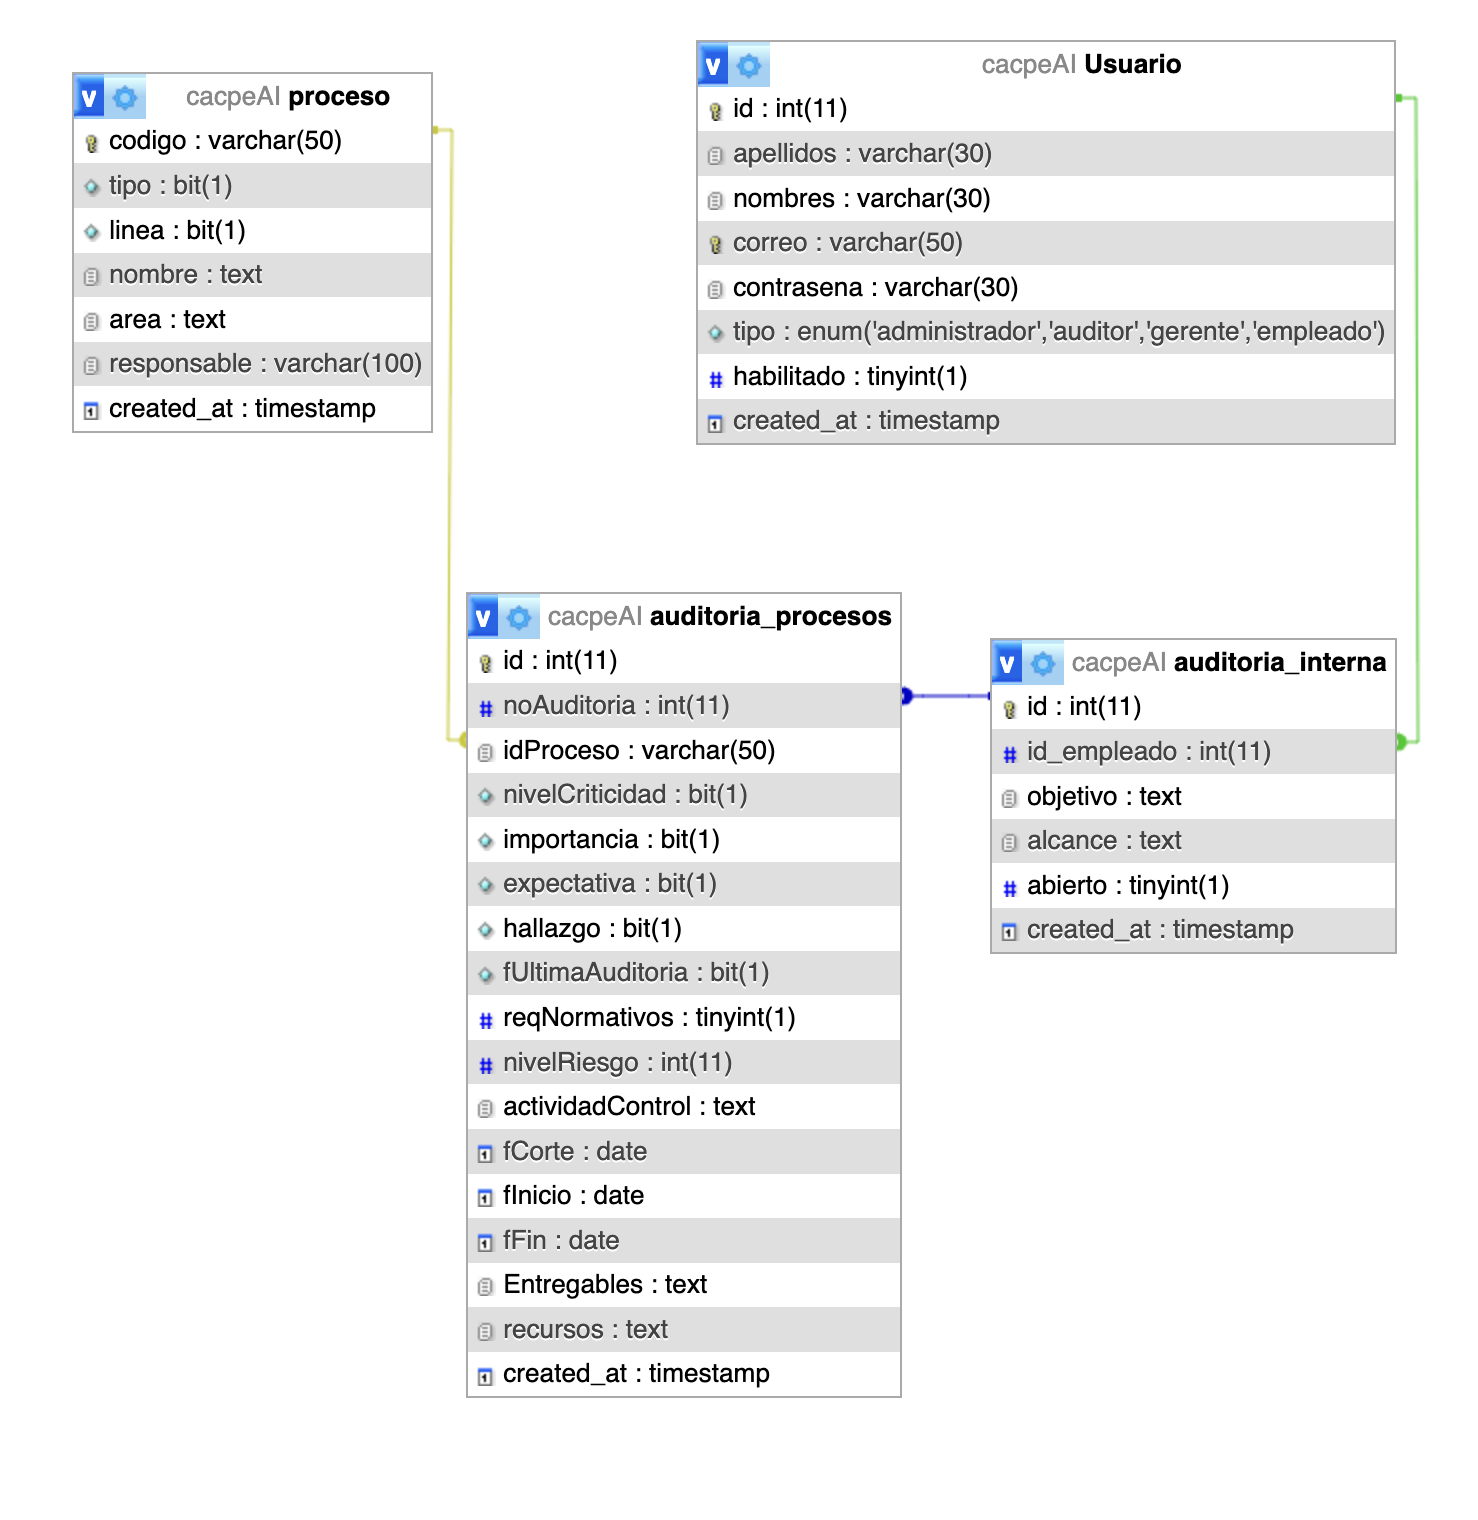 v cacpeAI proceso
codigo : varchar(50)
tipo : bit(1)
linea : bit(1)
nombre : text
area : text
responsable : varchar(100)
created_at : timestamp
v cacpeAI Usuario
id : int(11)
apellidos : varchar(30)
nombres : varchar(30)
correo : varchar(50)
contrasena : varchar(30)
tipo : enum('administrador','auditor','gerente','empleado')
# habilitado : tinyint(1)
created_at : timestamp
v cacpeAI auditoria_procesos
id : int(11)
# noAuditoria : int(11)
idProceso : varchar(50)
nivelCriticidad : bit(1)
importancia : bit(1)
expectativa : bit(1)
hallazgo : bit(1)
fUltimaAuditoria : bit(1)
# reqNormativos : tinyint(1)
# nivelRiesgo : int(11)
actividadControl : text
fCorte : date
fInicio : date
fFin : date
Entregables : text
recursos : text
created_at : timestamp
v cacpeAI auditoria_interna
id : int(11)
# id_empleado : int(11)
objetivo : text
alcance : text
# abierto : tinyint(1)
created_at : timestamp